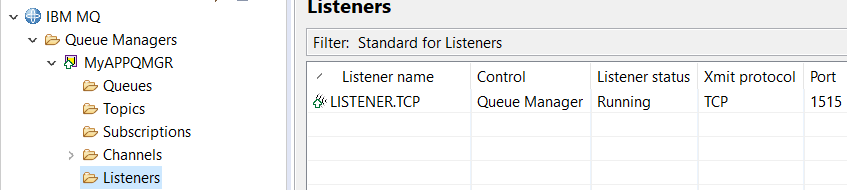 IBM MQ
Queue Managers
MyAPPQMGR
Queues
Topics
Subscriptions
Channels
Listeners
Listeners
Filter: Standard for Listeners
Listener name Control Listener status Xmit protocol Port
LISTENER.TCP Queue Manager Running TCP 1515